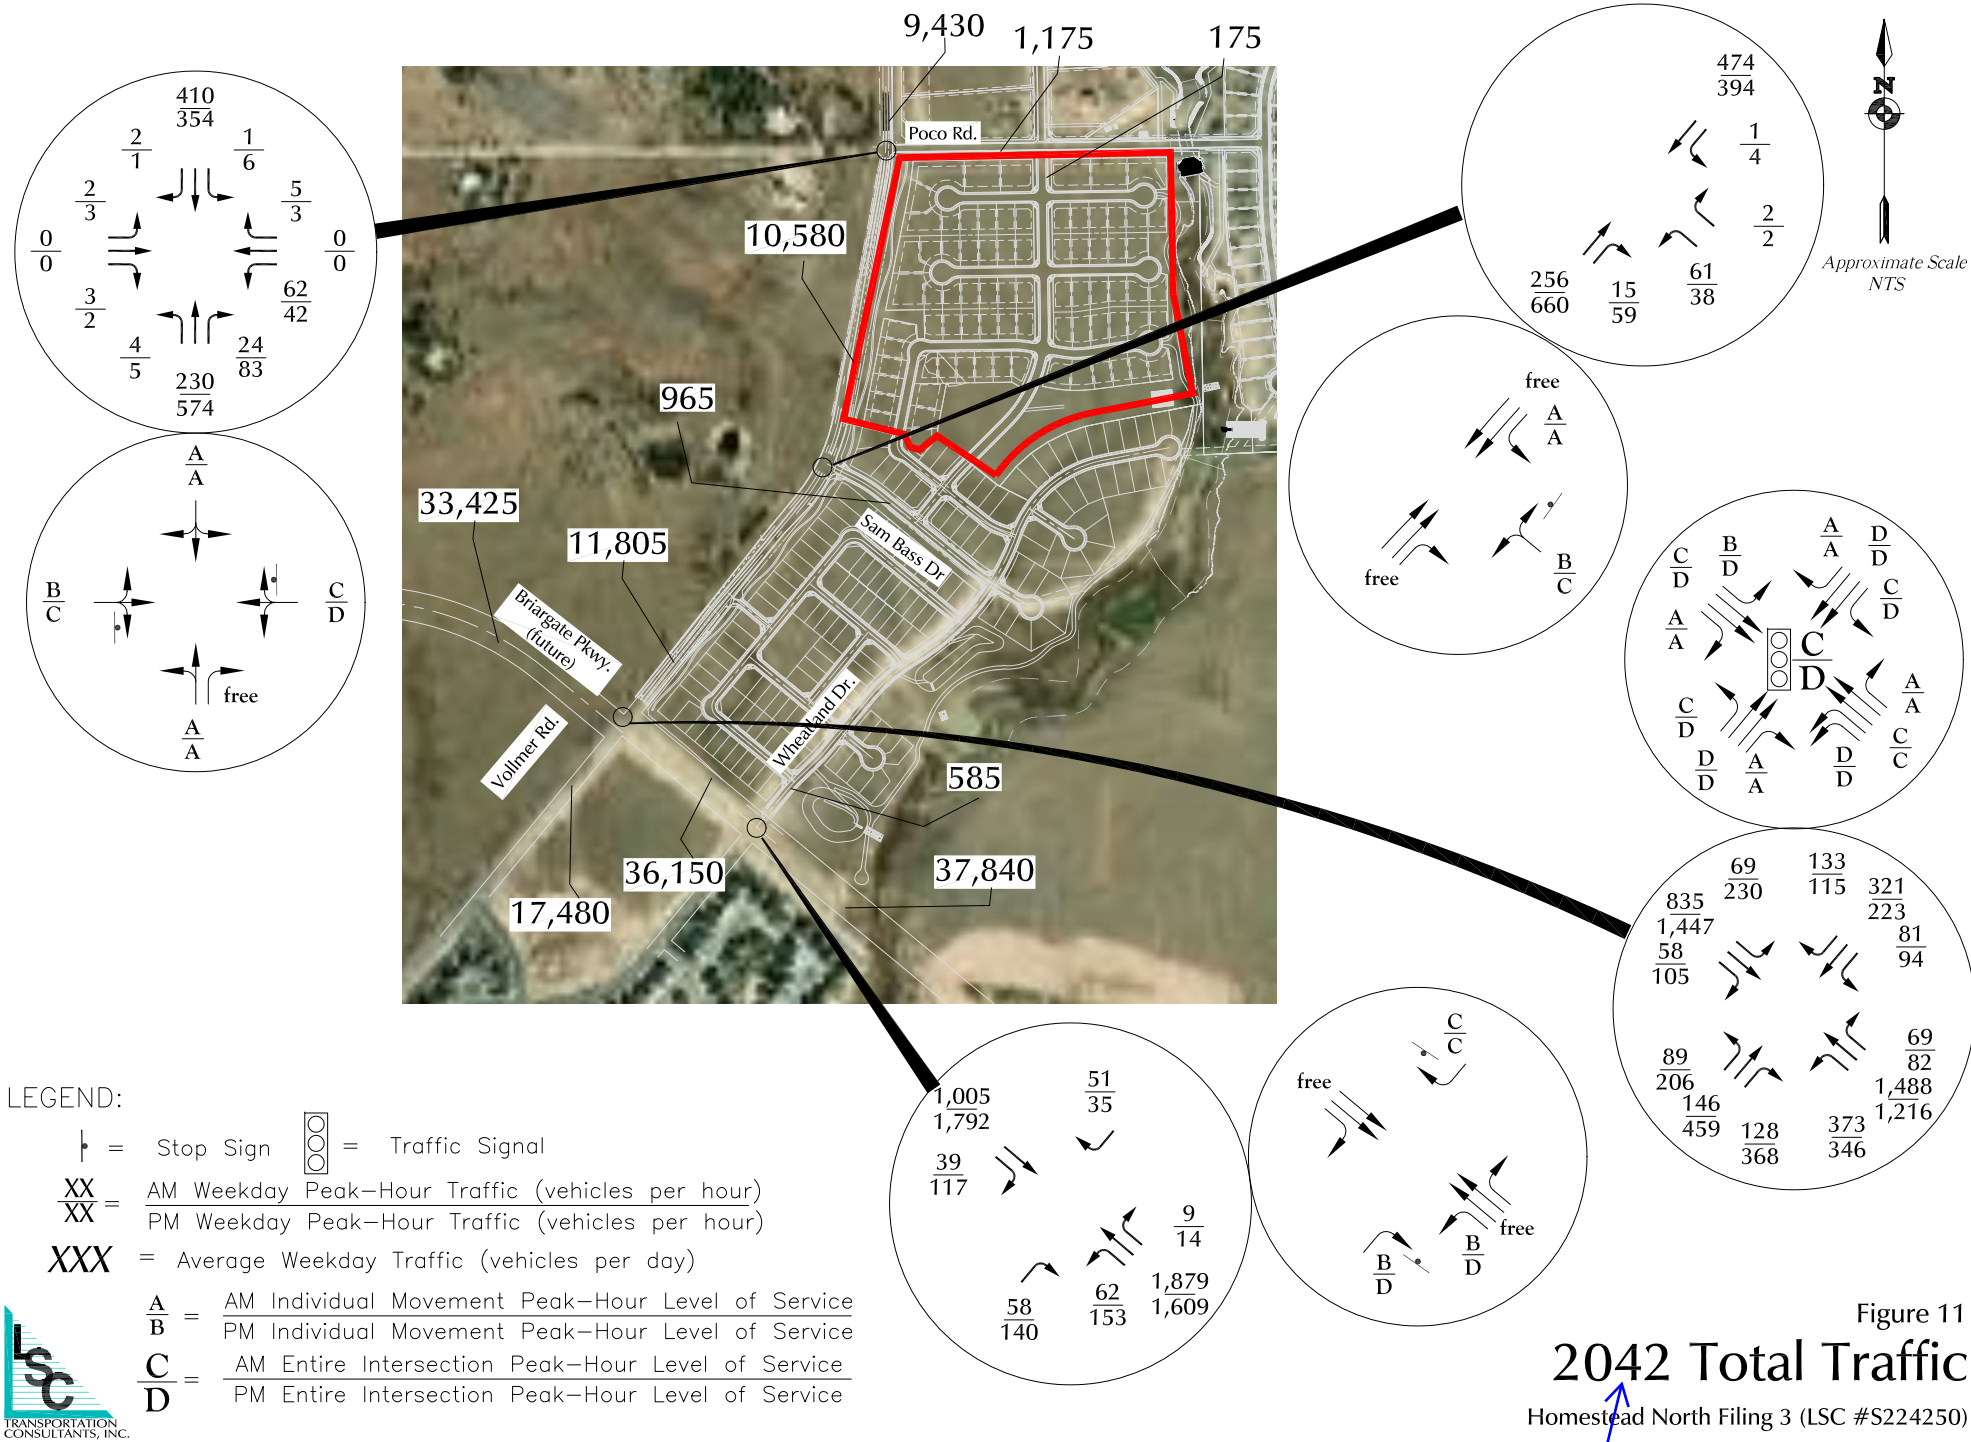 9,430
1,175
175
Poco Rd.
10,580
965
33,425
11,805
Sam Bass Dr
Briargate Pkwy.
(future)
Vollmer Rd.
Wheatland Dr.
585
36,150
37,840
17,480
410
354
2
1
1
6
2
3
5
3
0
0
0
0
3
2
62
42
4
5
24
83
230
574
A
A
B
C
C
D
free
A
A
474
394
1
4
2
2
61
38
15
59
256
660
N
Approximate Scale
NTS
free
A
A
free
B
C
C
D
B
D
A
A
D
D
C
D
A
A
C
D
A
A
C
D
C
C
D
D
D
D
A
A
69
230
133
115
321
223
835
1,447
81
94
58
105
89
206
69
82
146
459
1,488
1,216
128
368
373
346
1,005
1,792
51
35
39
117
9
14
58
140
62
153
1,879
1,609
C
C
free
free
B
D
B
D
LEGEND:
= Stop Sign = Traffic Signal
XX
XX
= AM Weekday Peak-Hour Traffic (vehicles per hour)
PM Weekday Peak-Hour Traffic (vehicles per hour)
XXX = Average Weekday Traffic (vehicles per day)
A
B
= AM Individual Movement Peak-Hour Level of Service
PM Individual Movement Peak-Hour Level of Service
C
D
= AM Entire Intersection Peak-Hour Level of Service
PM Entire Intersection Peak-Hour Level of Service
LSC
TRANSPORTATION
CONSULTANTS, INC.
Figure 11
2042 Total Traffic
Homestead North Filing 3 (LSC #S224250)